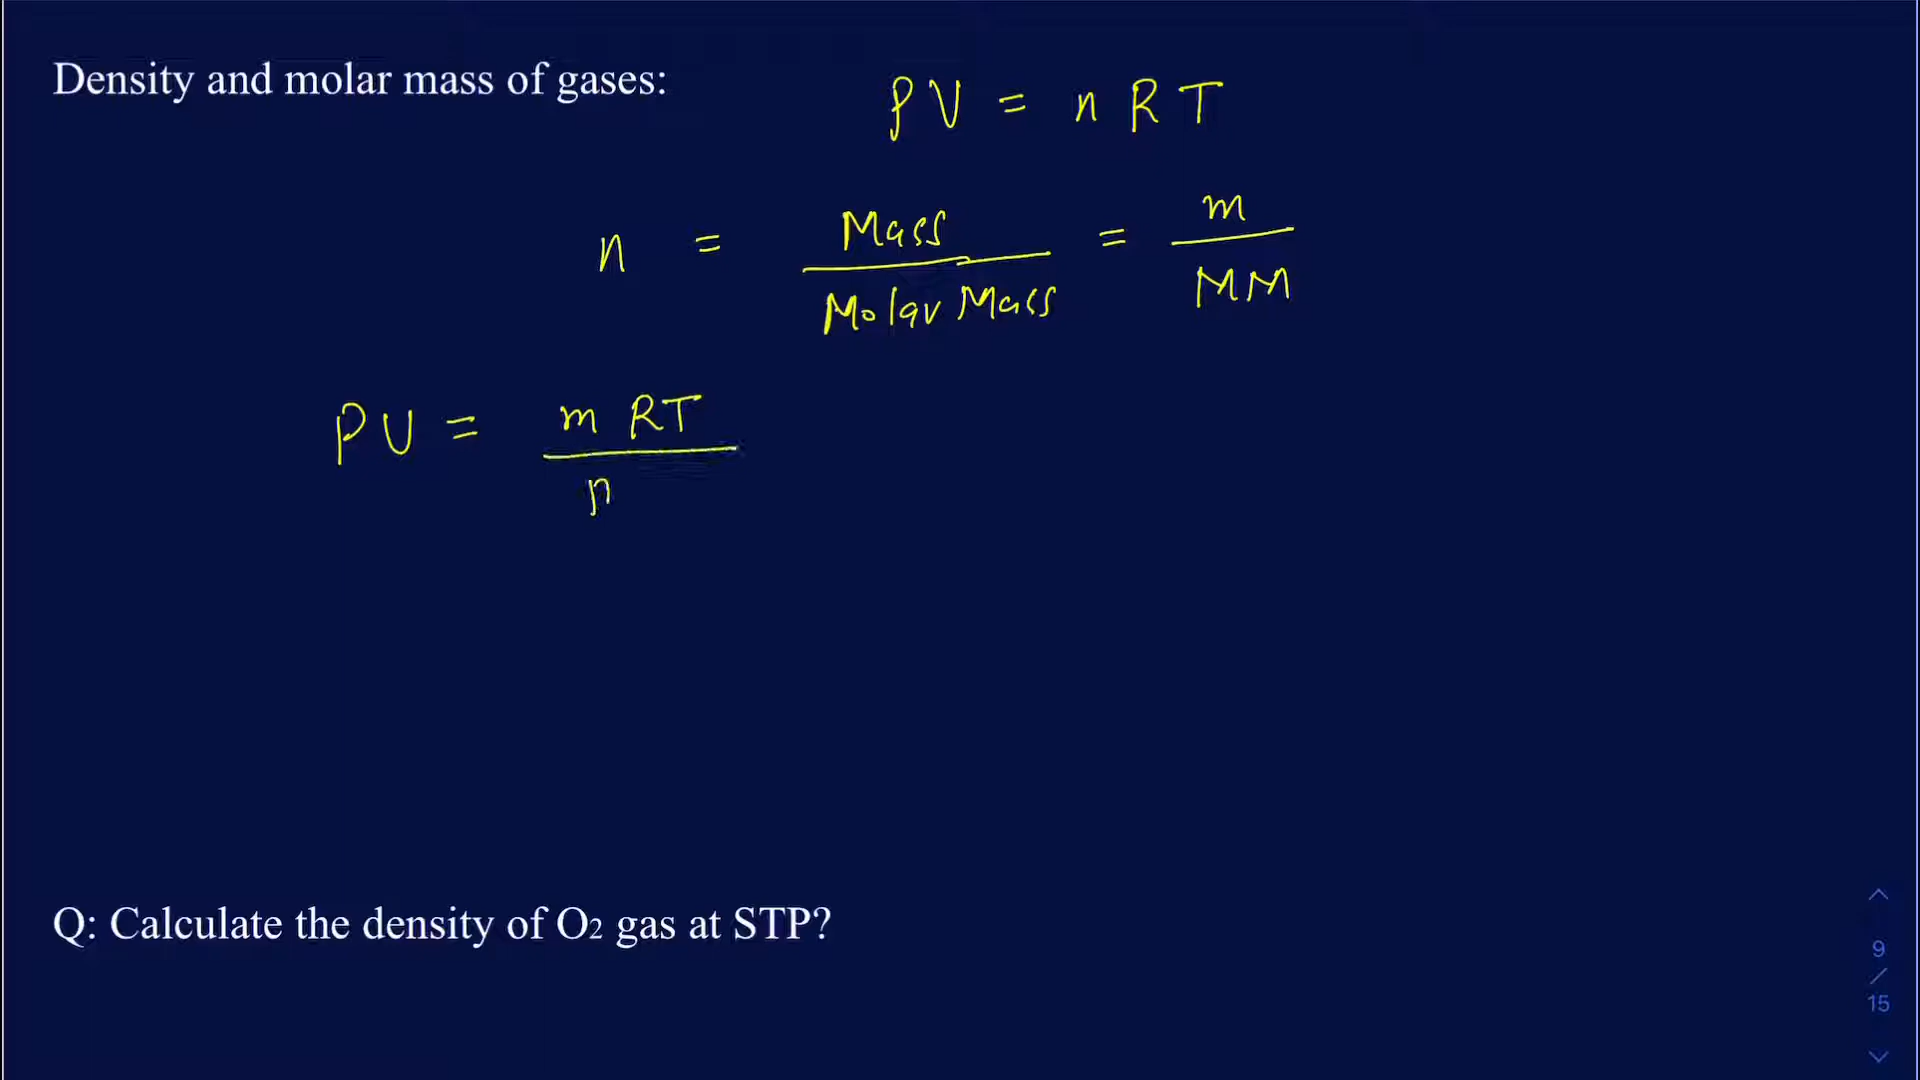 Density and molar mass of gases:
PV = nRT
n = Mass / Molar Mass = m / MM
PV = m RT / n
Q: Calculate the density of O2 gas at STP?
9
/
15